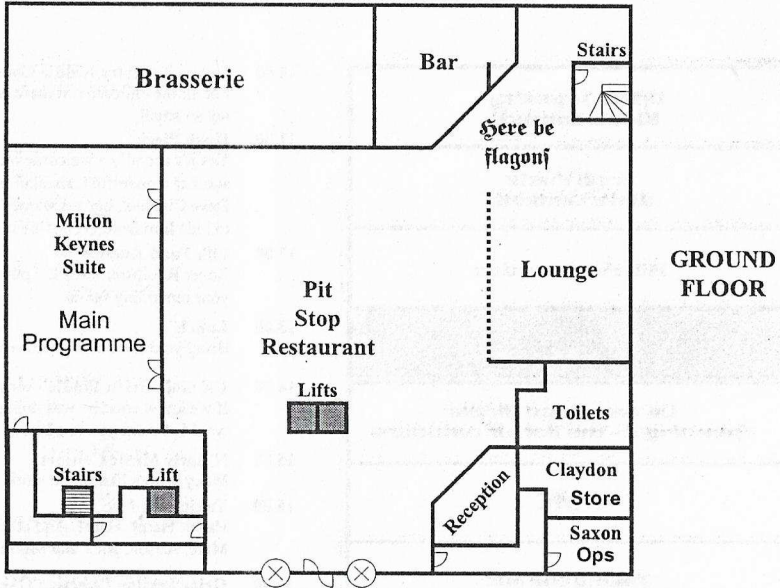 Brasserie
Bar
Stairs
Here be
flagons
Milton
Keynes
Suite
Main
Programme
Pit
Stop
Restaurant
Lounge
GROUND
FLOOR
Lifts
Toilets
Stairs
Lift
Reception
Claydon
Store
Saxon
Ops